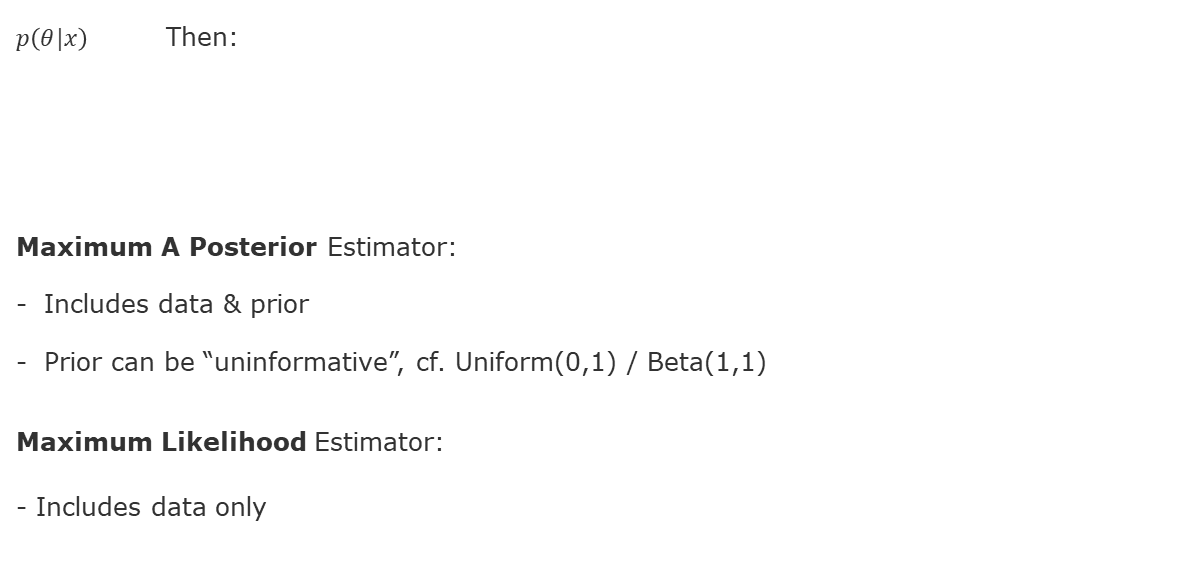 p(θ|x) Then:
Maximum A Posterior Estimator:
- Includes data & prior
- Prior can be “uninformative”, cf. Uniform(0,1) / Beta(1,1)
Maximum Likelihood Estimator:
- Includes data only